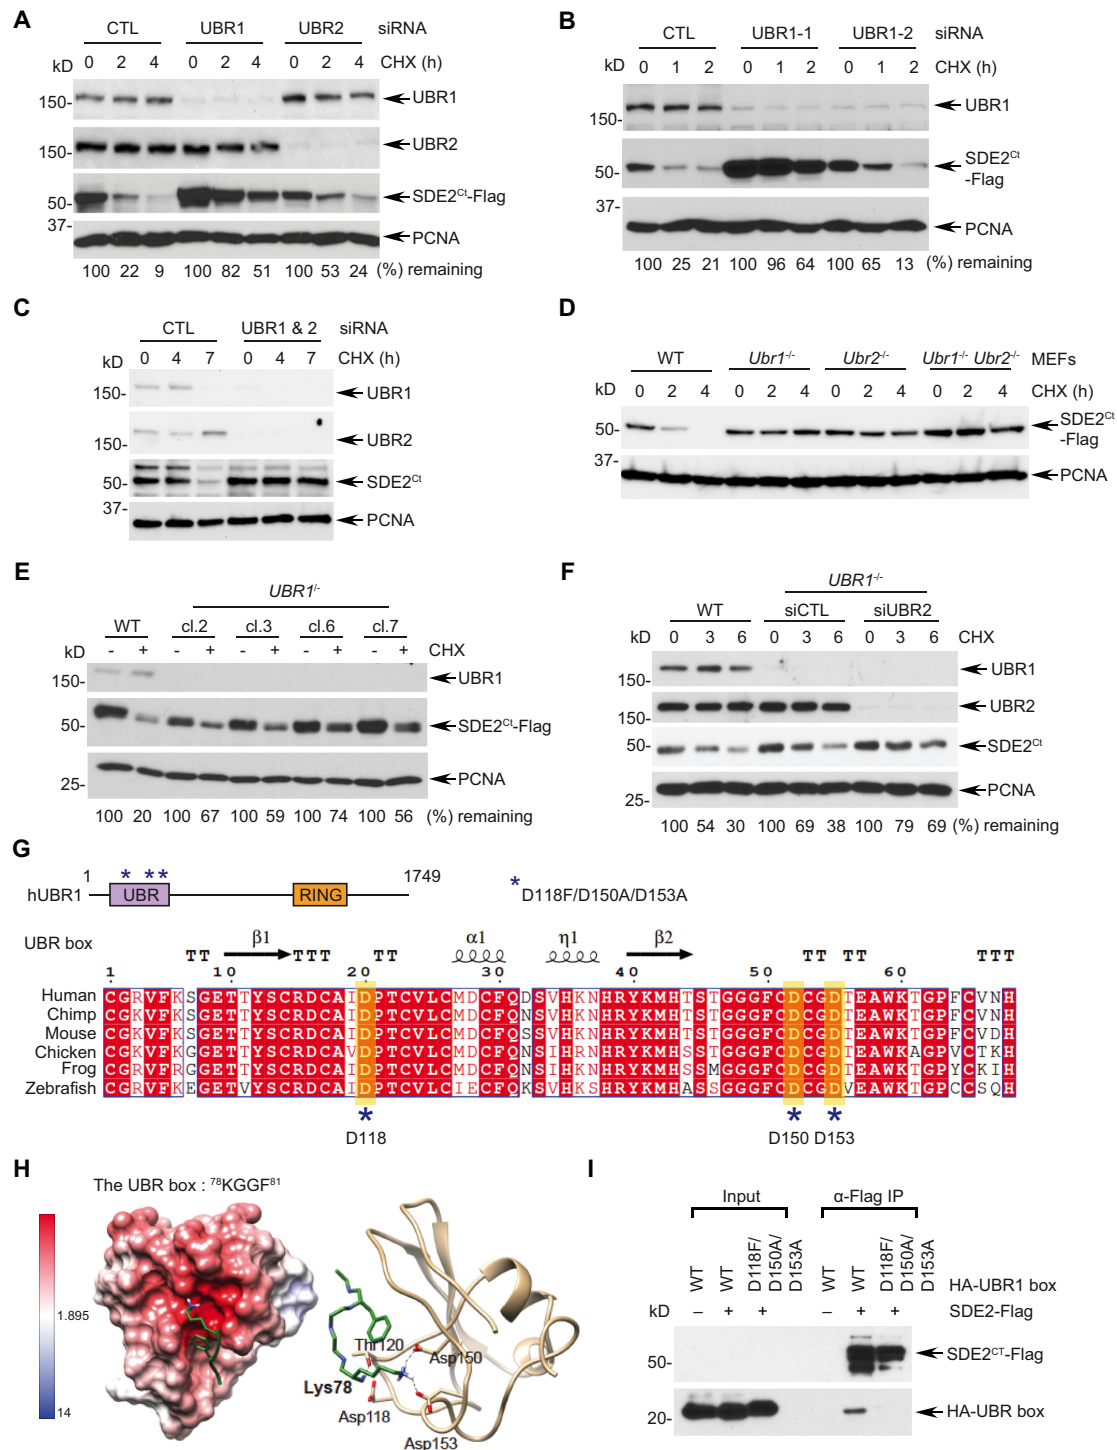 A
CTL UBR1 UBR2 siRNA
kD 0 2 4 0 2 4 0 2 4 CHX (h)
150- UBR1
150- UBR2
50- SDE2Ct-Flag
37- PCNA
100 22 9 100 82 51 100 53 24 (%) remaining
B
CTL UBR1-1 UBR1-2 siRNA
kD 0 1 2 0 1 2 0 1 2 CHX (h)
150- UBR1
50- SDE2Ct
-Flag
37- PCNA
100 25 21 100 96 64 100 65 13 (%) remaining
C
CTL UBR1 & 2 siRNA
kD 0 4 7 0 4 7 CHX (h)
150- UBR1
150- UBR2
50- SDE2Ct
37- PCNA
D
WT Ubr1-/- Ubr2-/- Ubr1-/- Ubr2-/- MEFs
kD 0 2 4 0 2 4 0 2 4 0 2 4 CHX (h)
50- SDE2Ct
-Flag
37- PCNA
E
UBR1/-
WT cl.2 cl.3 cl.6 cl.7
kD - + - + - + - + - + CHX
150- UBR1
50- SDE2Ct-Flag
25- PCNA
100 20 100 67 100 59 100 74 100 56 (%) remaining
F
UBR1-/-
WT siCTL siUBR2
kD 0 3 6 0 3 6 0 3 6 CHX
150- UBR1
150- UBR2
50- SDE2Ct
25- PCNA
100 54 30 100 69 38 100 79 69 (%) remaining
G
1 * ** 1749
hUBR1 UBR RING
* D118F/D150A/D153A
UBR box TT β1 TTT TT α1 η1 β2 TT TT TTT
1 10 20 30 40 50 60
Human CGRVFKSGETTYSCRDCAIDPTCVLCMDCFQDSVHKNHRYKMHTSTGGGFCDCGDTEAWKTGPFCVNH
Chimp CGKVFKSGETTYSCRDCAIDPTCVLCMDCFQNSVHKNHRYKMHTSTGGGFCDCGDTEAWKTGPFCVNH
Mouse CGRVFKSGETTYSCRDCAIDPTCVLCMDCFQSSVHKNHRYKMHTSTGGGFCDCGDTEAWKTGPFCVDH
Chicken CGRVFKGGETTYSCRDCAVDPTCVLCMDCFQNSIHRNHRYKMHTSTGGGFCDCGDTEAWKAGPVCTKH
Frog CGRVFRGGETTYSCRDCAIDPTCVLCMDCFQNSIHKNHRYKMHTSMGGGFCDCGDTEAWKTGPYCKIH
Zebrafish CGRVFKEGETVYSCRDCAIDPTCVLCIECFQKSVHKSHRYKMHASSGGGFCDCGDVEAWKTGPCCSQH
* * *
D118 D150 D153
H
The UBR box : 78KGGF81
1.895
14
Thr120
Asp150
Lys78
Asp118
Asp153
I
Input α-Flag IP
WT WT D118F/D150A/D153A WT WT D118F/D150A/D153A HA-UBR1 box
kD – + + – + + SDE2-Flag
50- SDE2CT-Flag
20- HA-UBR box